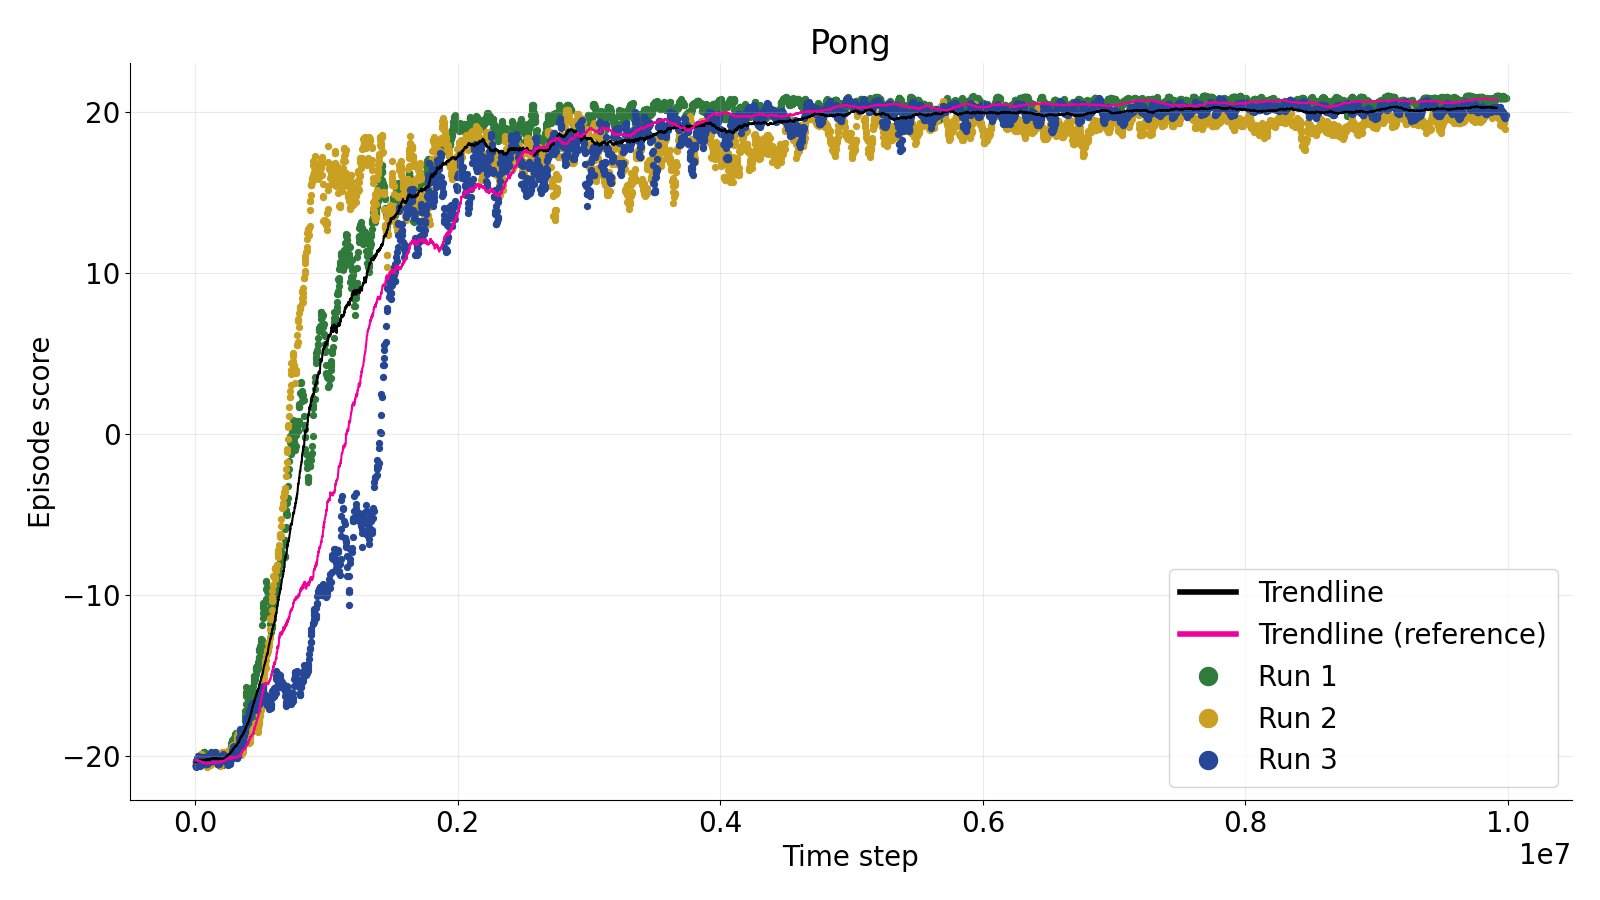 Pong
Episode score
20
10
0
−10
−20
0.0
0.2
0.4
0.6
0.8
1.0
1e7
Time step
Trendline
Trendline (reference)
Run 1
Run 2
Run 3